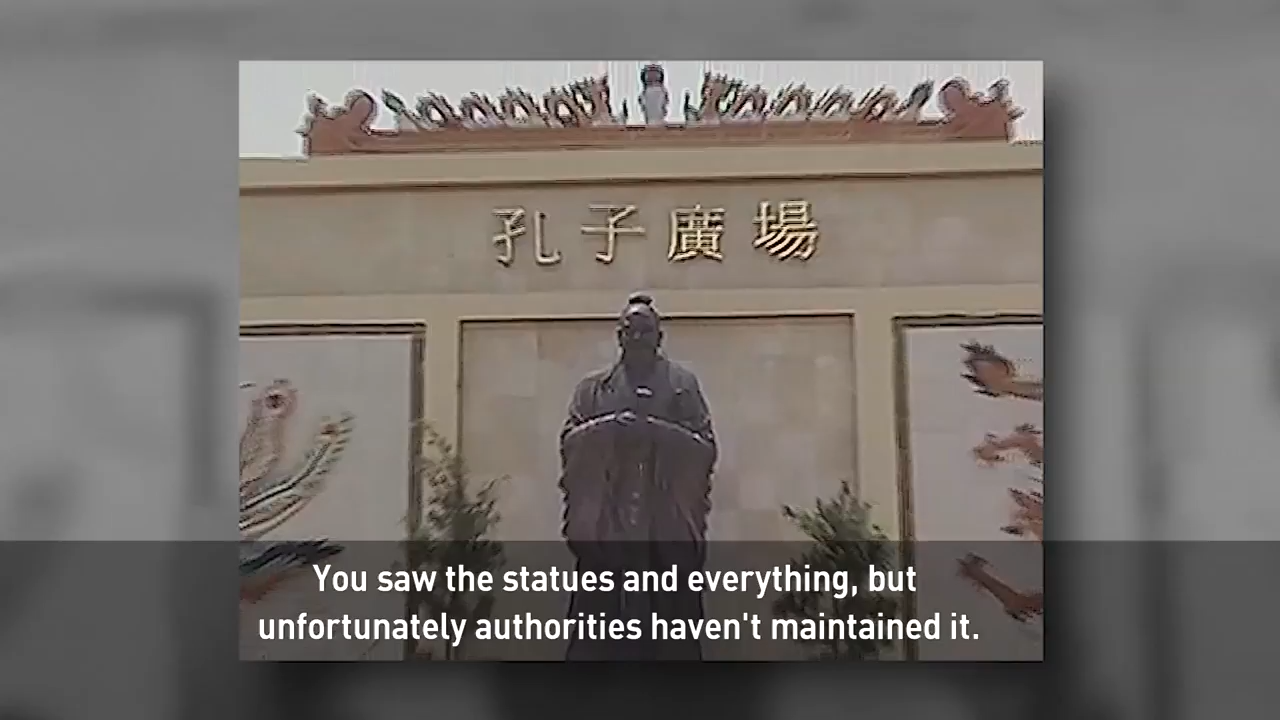 孔子廣場
You saw the statues and everything, but
unfortunately authorities haven't maintained it.